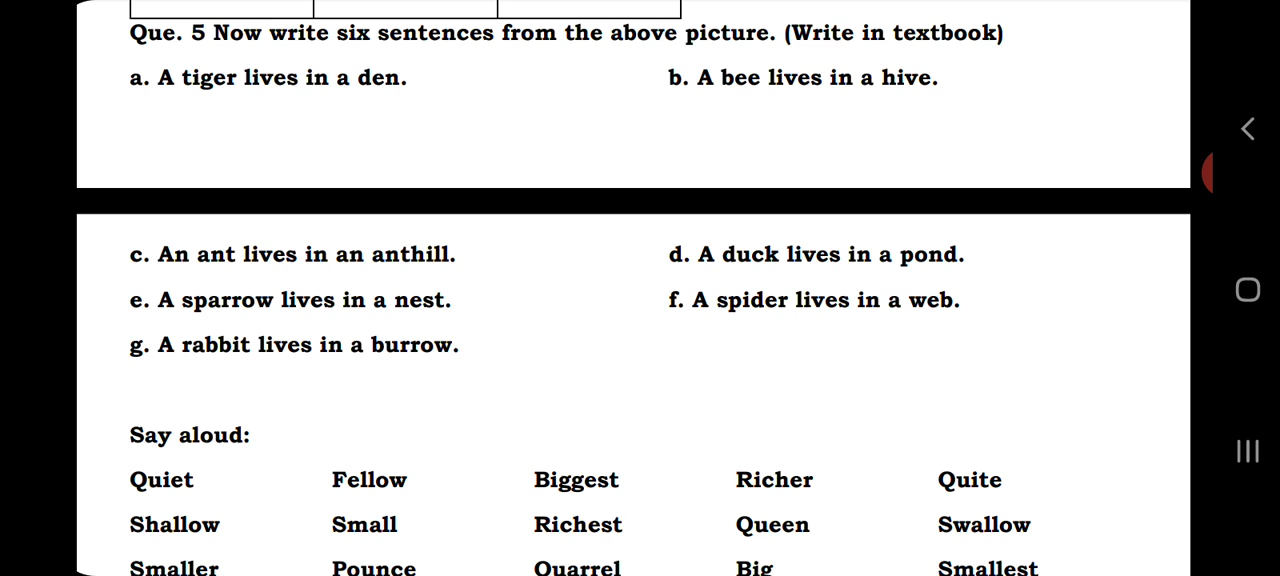 Que. 5 Now write six sentences from the above picture. (Write in textbook)
a. A tiger lives in a den. b. A bee lives in a hive.
c. An ant lives in an anthill. d. A duck lives in a pond.
e. A sparrow lives in a nest. f. A spider lives in a web.
g. A rabbit lives in a burrow.
Say aloud:
Quiet Fellow Biggest Richer Quite
Shallow Small Richest Queen Swallow
Smaller Pounce Quarrel Big Smallest